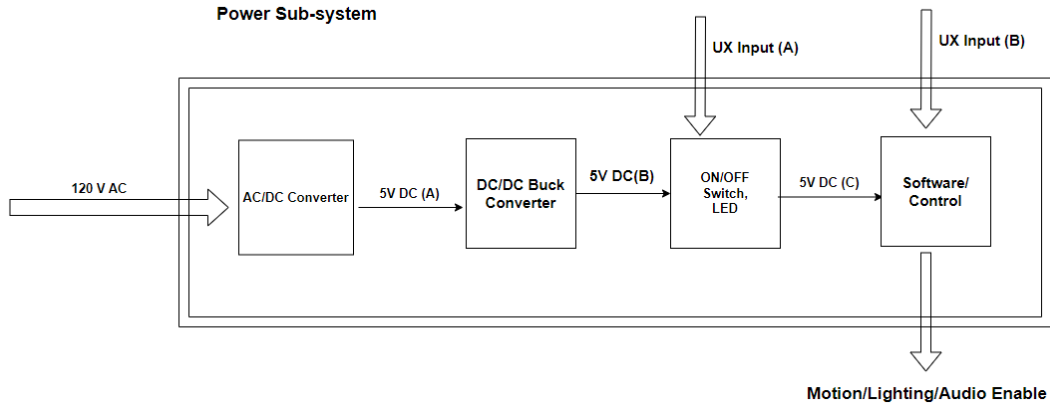 Power Sub-system
UX Input (A)
UX Input (B)
120 V AC
AC/DC Converter
5V DC (A)
DC/DC Buck
Converter
5V DC(B)
ON/OFF
Switch,
LED
5V DC (C)
Software/
Control
Motion/Lighting/Audio Enable